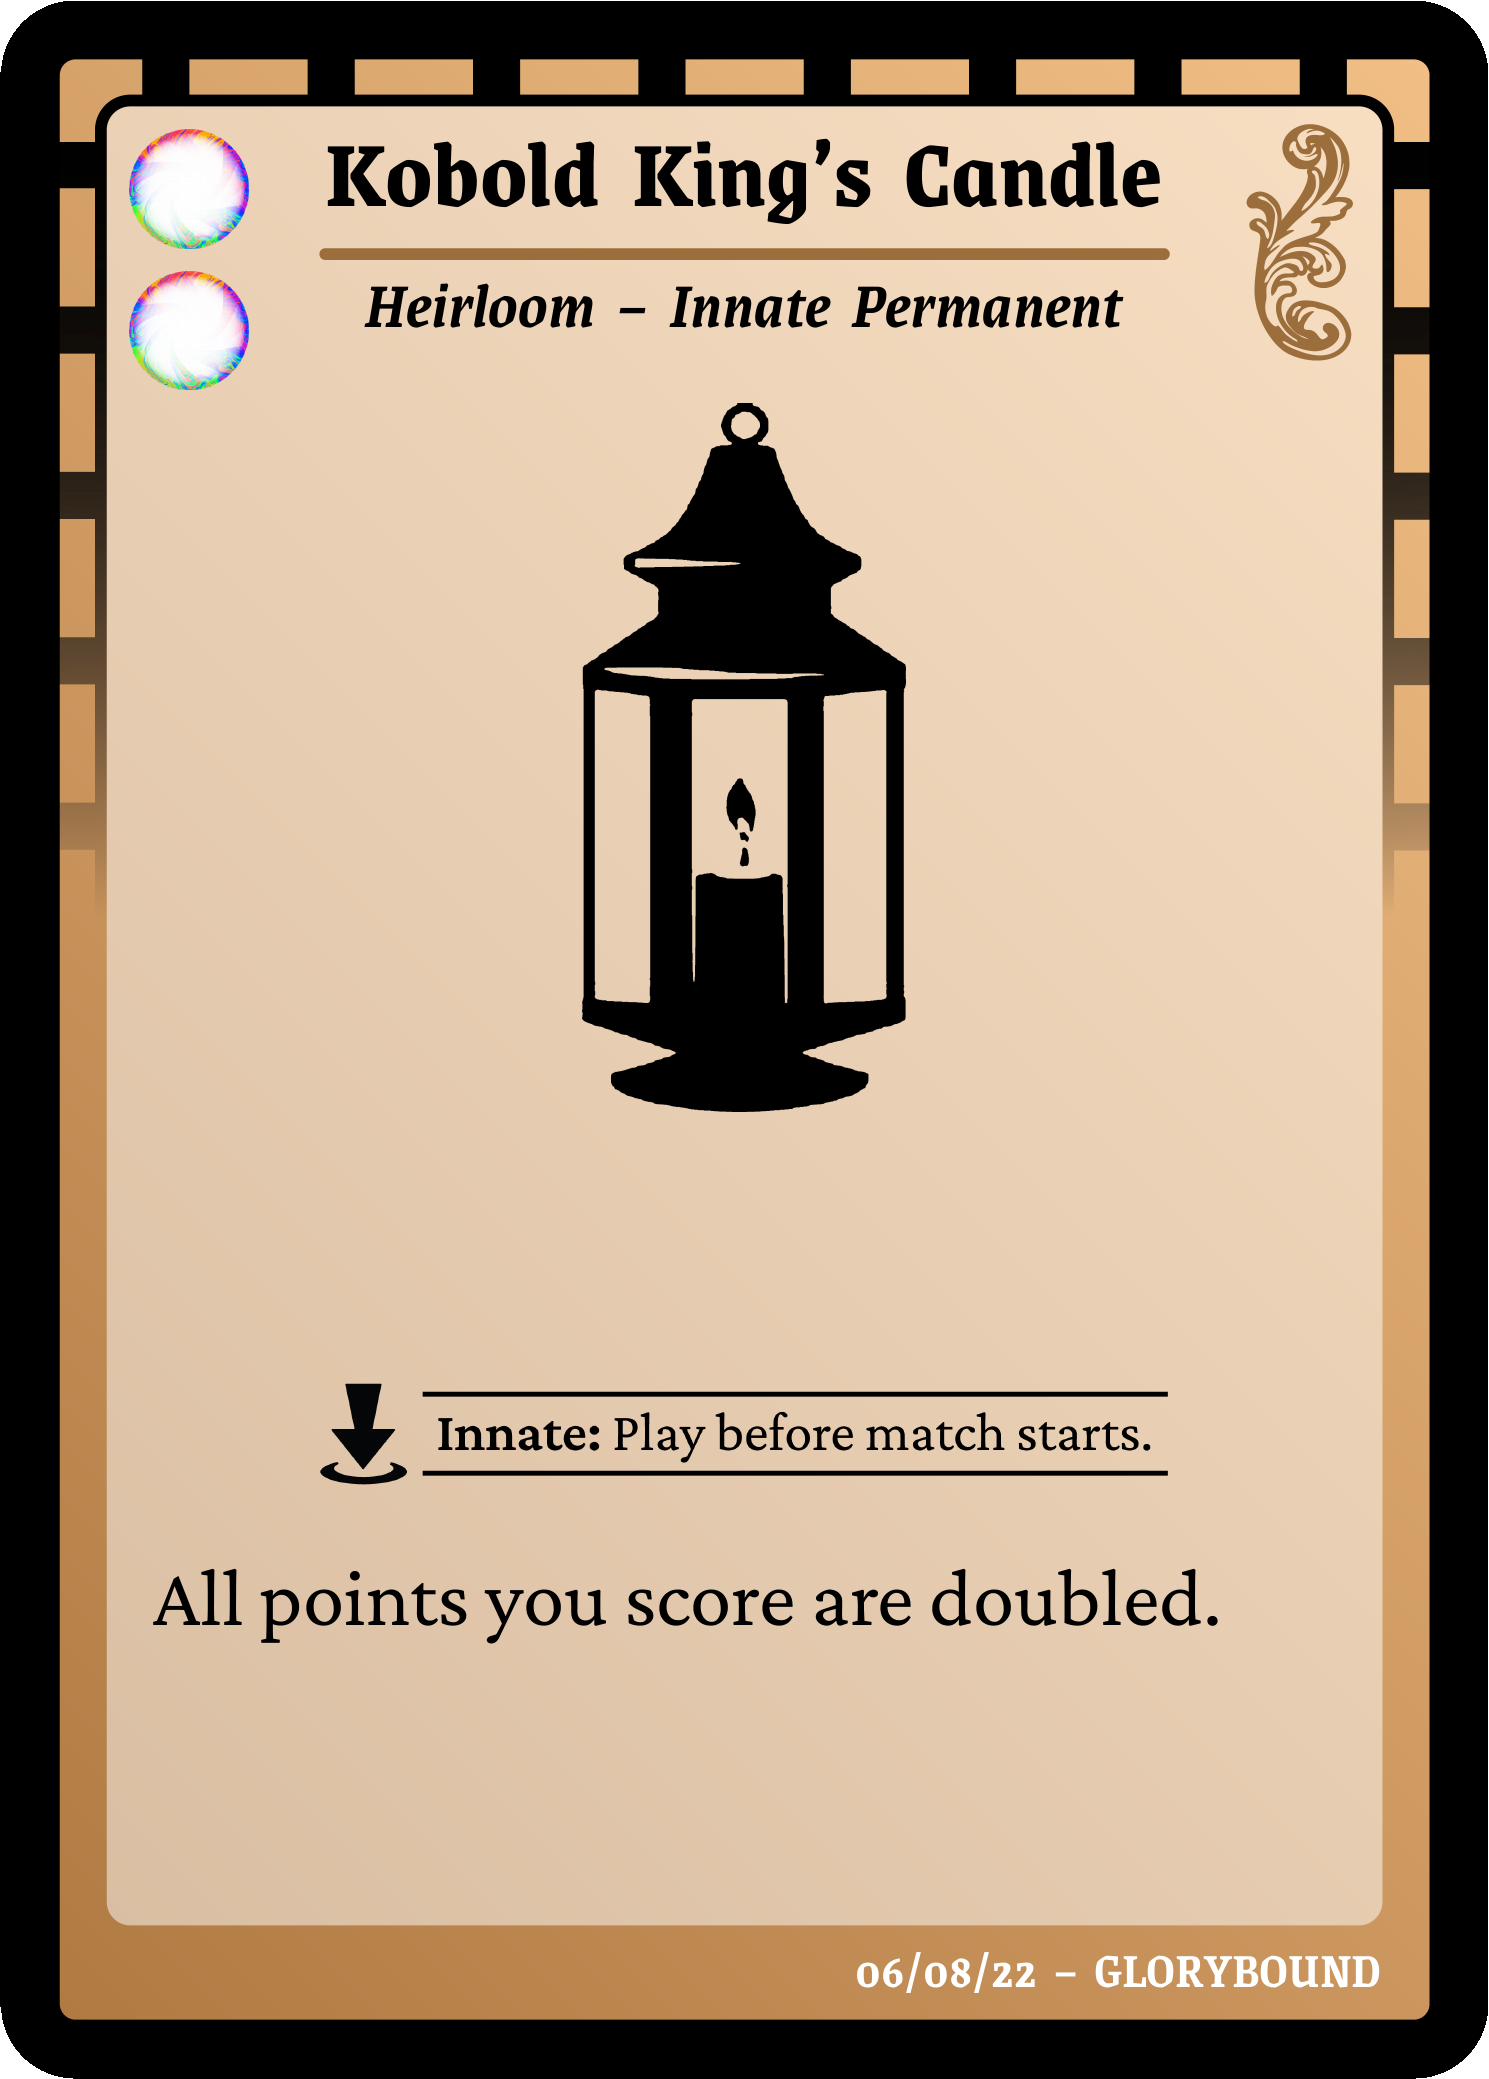 Kobold King’s Candle
Heirloom – Innate Permanent
Innate: Play before match starts.
All points you score are doubled.
06/08/22 – GLORYBOUND